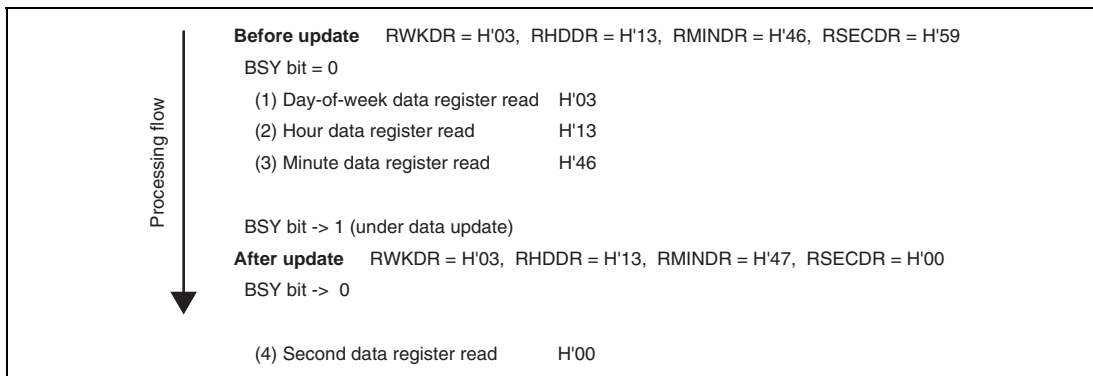 Processing flow
Before update RWKDR = H'03, RHDDR = H'13, RMINDR = H'46, RSECDR = H'59
BSY bit = 0
(1) Day-of-week data register read H'03
(2) Hour data register read H'13
(3) Minute data register read H'46
BSY bit -> 1 (under data update)
After update RWKDR = H'03, RHDDR = H'13, RMINDR = H'47, RSECDR = H'00
BSY bit -> 0
(4) Second data register read H'00